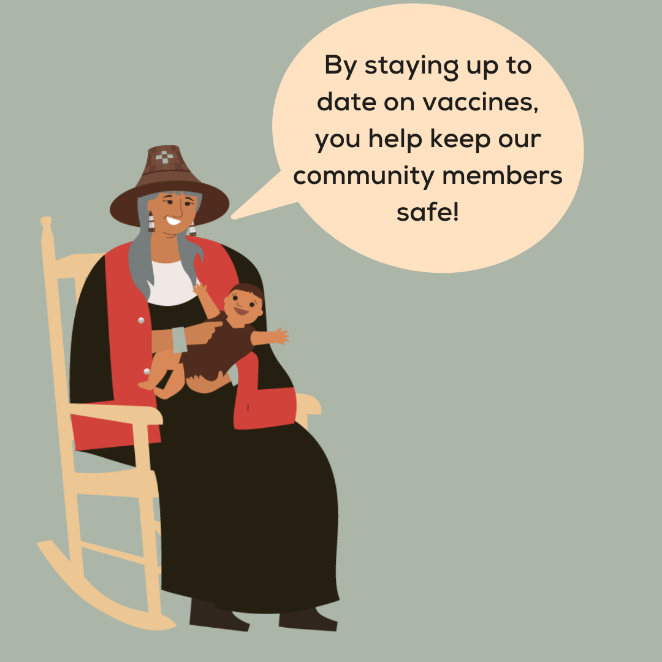 By staying up to
date on vaccines,
you help keep our
community members
safe!